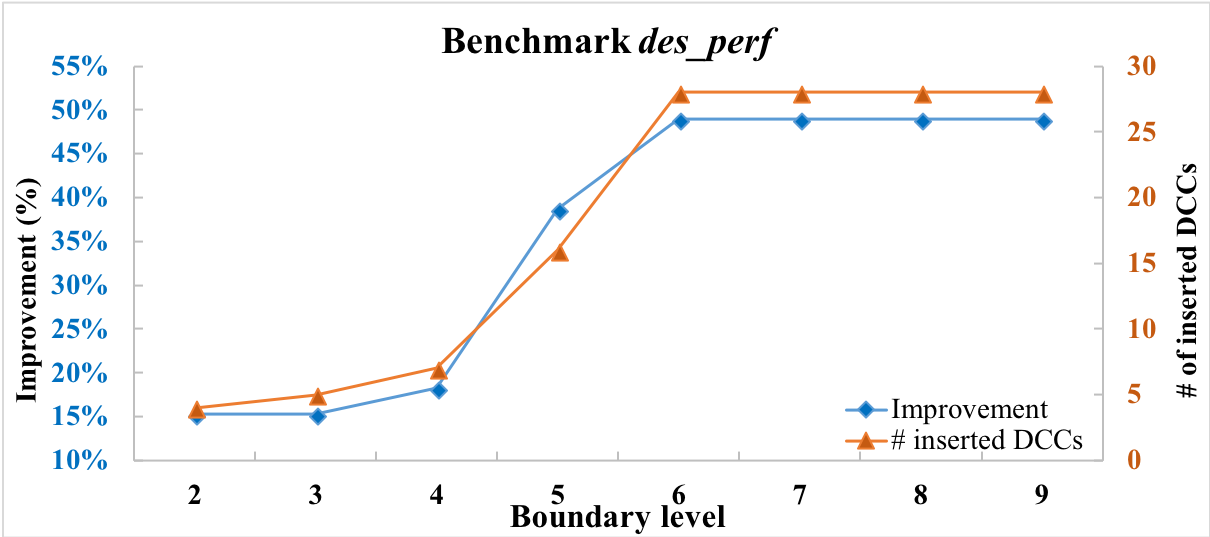 Benchmark des_perf
Improvement (%)
55%
50%
45%
40%
35%
30%
25%
20%
15%
10%
30
25
20
15
10
5
0
# of inserted DCCs
Improvement
# inserted DCCs
2 3 4 5 6 7 8 9
Boundary level